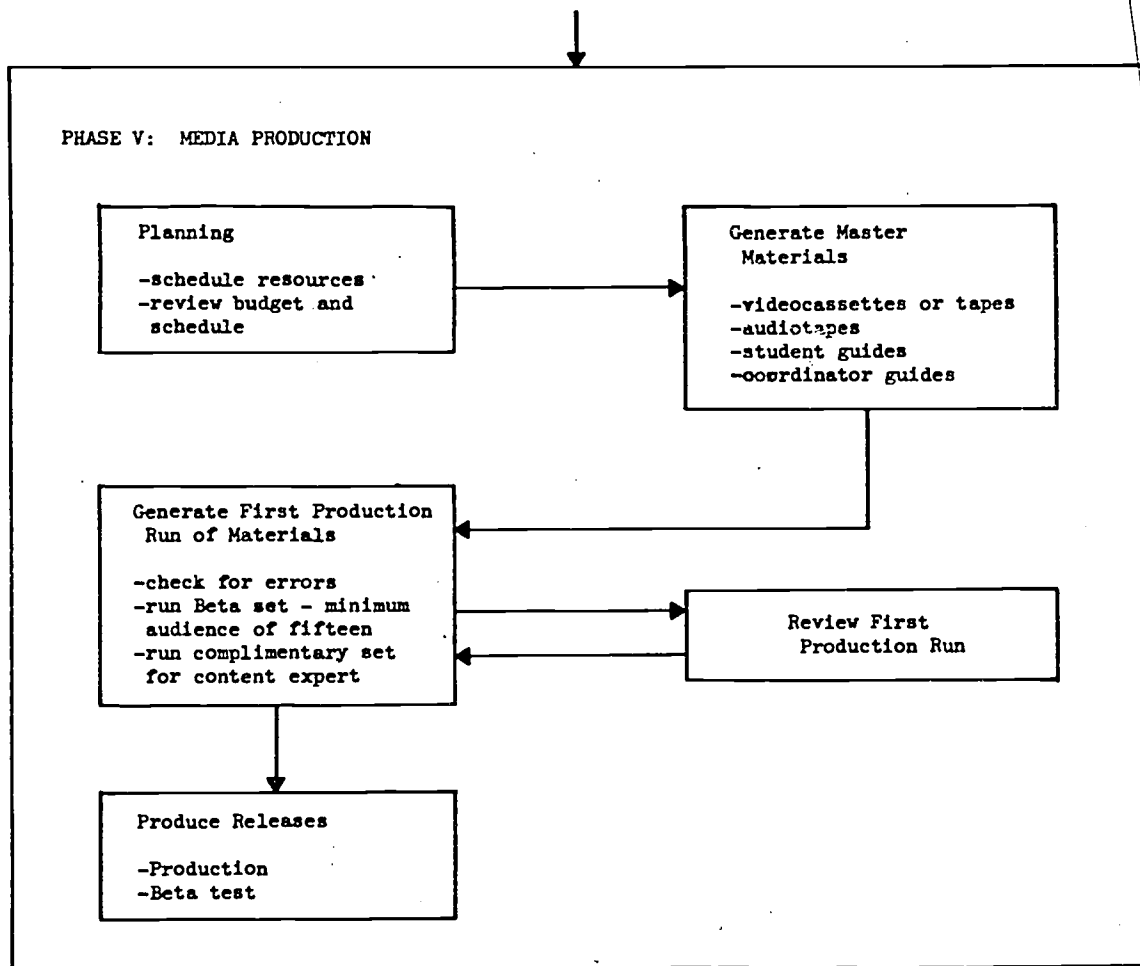 PHASE V: MEDIA PRODUCTION
Planning
-schedule resources
-review budget and
schedule
Generate Master
Materials
-videocassettes or tapes
-audiotapes
-student guides
-coordinator guides
Generate First Production
Run of Materials
-check for errors
-run Beta set - minimum
audience of fifteen
-run complimentary set
for content expert
Review First
Production Run
Produce Releases
-Production
-Beta test